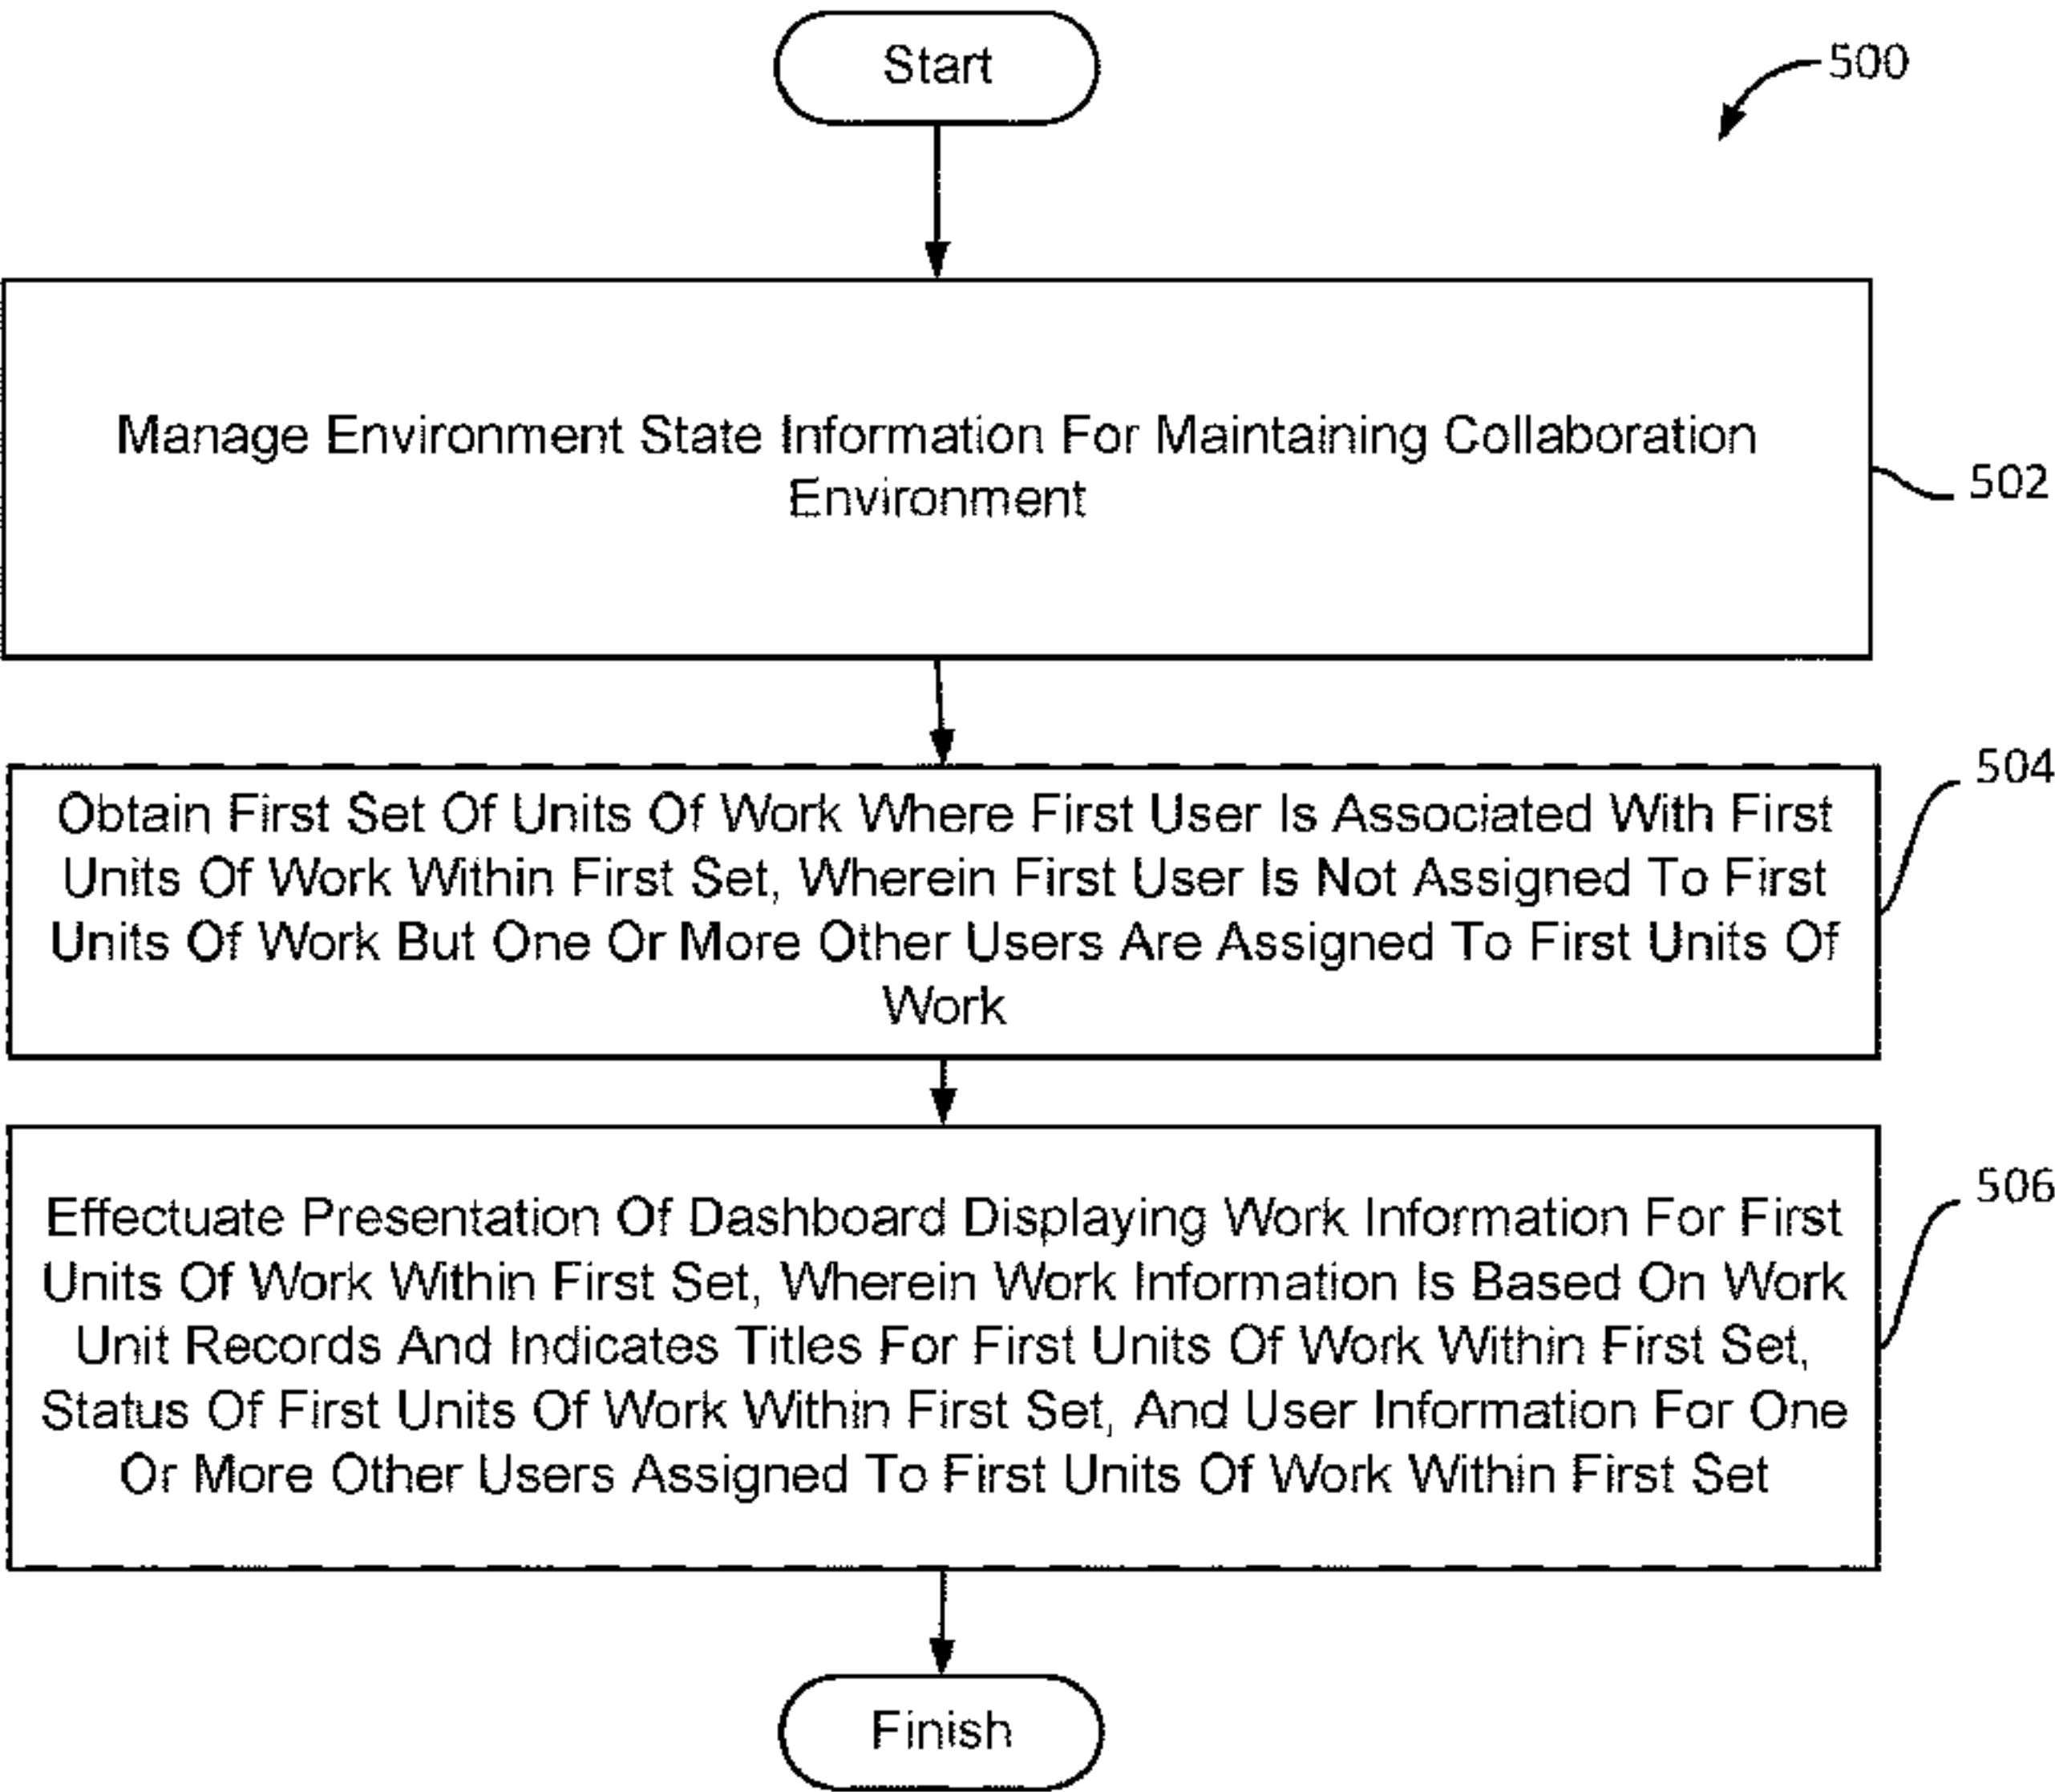 Start
500
Manage Environment State Information For Maintaining Collaboration
Environment
502
504
Obtain First Set Of Units Of Work Where First User Is Associated With First
Units Of Work Within First Set, Wherein First User Is Not Assigned To First
Units Of Work But One Or More Other Users Are Assigned To First Units Of
Work
506
Effectuate Presentation Of Dashboard Displaying Work Information For First
Units Of Work Within First Set, Wherein Work Information Is Based On Work
Unit Records And Indicates Titles For First Units Of Work Within First Set,
Status Of First Units Of Work Within First Set, And User Information For One
Or More Other Users Assigned To First Units Of Work Within First Set
Finish